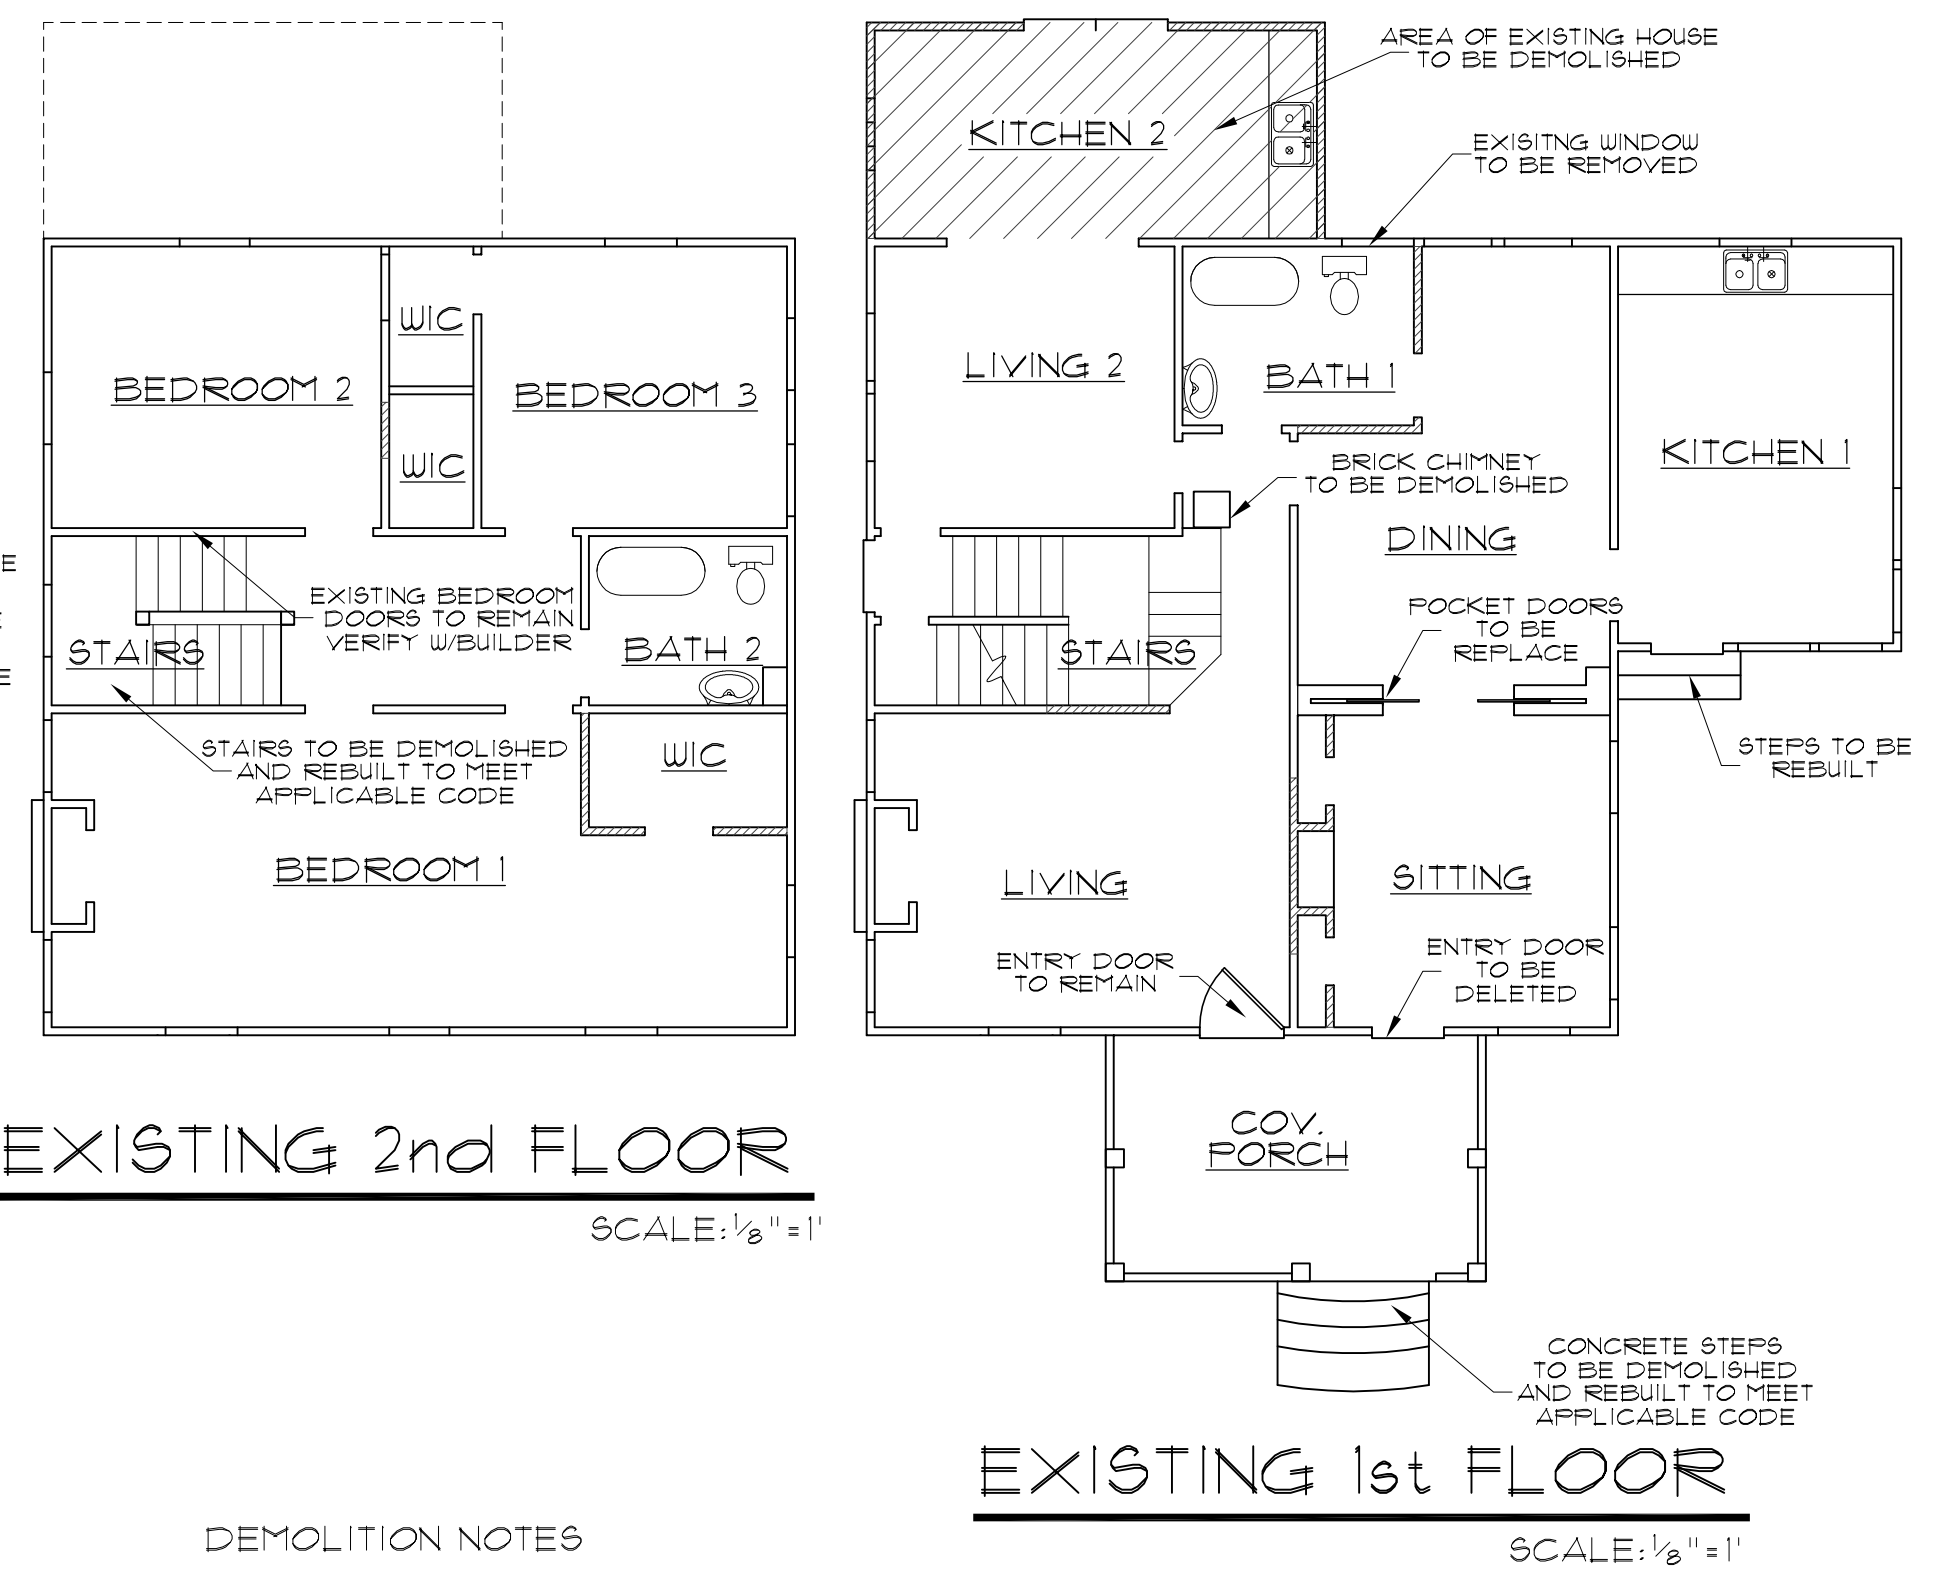 AREA OF EXISTING HOUSE
TO BE DEMOLISHED
KITCHEN 2
EXISITNG WINDOW
TO BE REMOVED
WIC
BEDROOM 2
BEDROOM 3
WIC
LIVING 2
BATH 1
KITCHEN 1
BRICK CHIMNEY
TO BE DEMOLISHED
DINING
E
E
E
EXISTING BEDROOM
DOORS TO REMAIN
VERIFY W/BUILDER
STAIRS
BATH 2
STAIRS
POCKET DOORS
TO BE
REPLACE
STAIRS TO BE DEMOLISHED
AND REBUILT TO MEET
APPLICABLE CODE
WIC
STEPS TO BE
REBUILT
BEDROOM 1
LIVING
SITTING
ENTRY DOOR
TO REMAIN
ENTRY DOOR
TO BE
DELETED
COV.
PORCH
EXISTING 2nd FLOOR
SCALE:⅛"=1'
CONCRETE STEPS
TO BE DEMOLISHED
AND REBUILT TO MEET
APPLICABLE CODE
EXISTING 1st FLOOR
SCALE:⅛"=1'
DEMOLITION NOTES